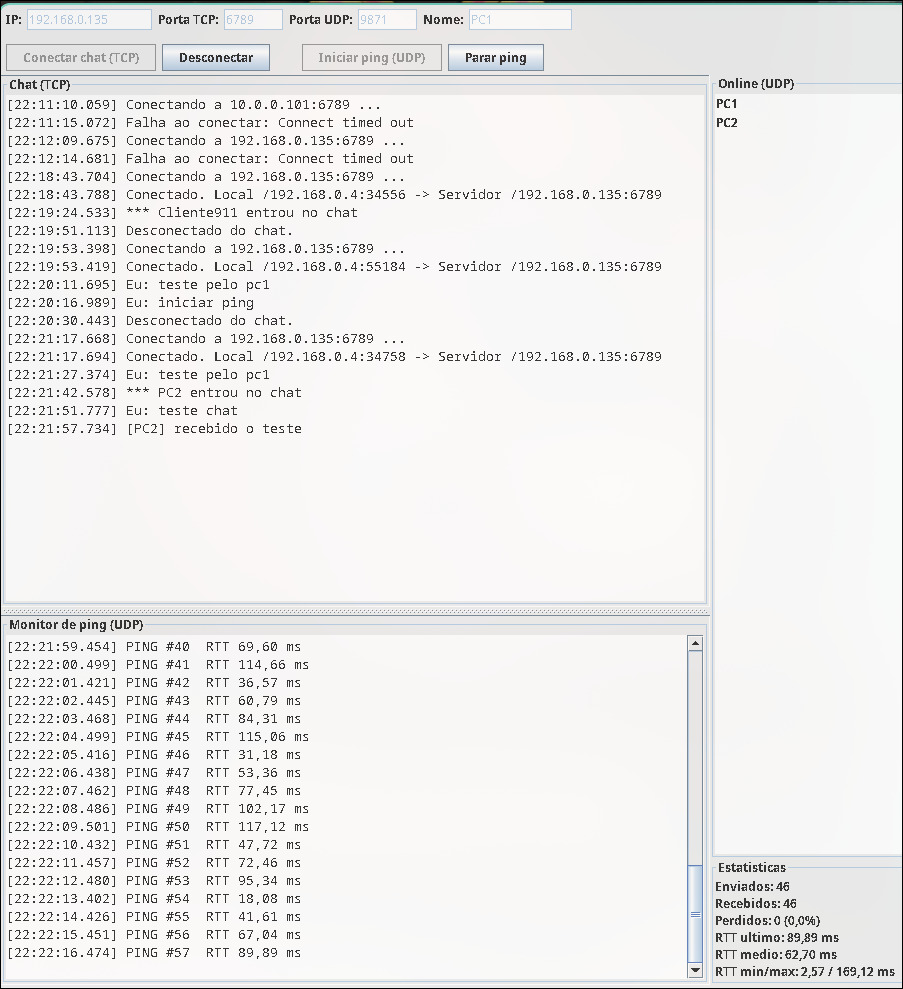 IP: 192.168.0.135 Porta TCP: 6789 Porta UDP: 9871 Nome: PC1
Conectar chat (TCP) Desconectar Iniciar ping (UDP) Parar ping
Chat (TCP)
[22:11:10.059] Conectando a 10.0.0.101:6789 ...
[22:11:15.072] Falha ao conectar: Connect timed out
[22:12:09.675] Conectando a 192.168.0.135:6789 ...
[22:12:14.681] Falha ao conectar: Connect timed out
[22:18:43.704] Conectando a 192.168.0.135:6789 ...
[22:18:43.788] Conectado. Local /192.168.0.4:34556 -> Servidor /192.168.0.135:6789
[22:19:24.533] *** Cliente911 entrou no chat
[22:19:51.113] Desconectado do chat.
[22:19:53.398] Conectando a 192.168.0.135:6789 ...
[22:19:53.419] Conectado. Local /192.168.0.4:55184 -> Servidor /192.168.0.135:6789
[22:20:11.695] Eu: teste pelo pc1
[22:20:16.989] Eu: iniciar ping
[22:20:30.443] Desconectado do chat.
[22:21:17.668] Conectando a 192.168.0.135:6789 ...
[22:21:17.694] Conectado. Local /192.168.0.4:34758 -> Servidor /192.168.0.135:6789
[22:21:27.374] Eu: teste pelo pc1
[22:21:42.578] *** PC2 entrou no chat
[22:21:51.777] Eu: teste chat
[22:21:57.734] [PC2] recebido o teste
Online (UDP)
PC1
PC2
Monitor de ping (UDP)
[22:21:59.454] PING #40 RTT 69,60 ms
[22:22:00.499] PING #41 RTT 114,66 ms
[22:22:01.421] PING #42 RTT 36,57 ms
[22:22:02.445] PING #43 RTT 60,79 ms
[22:22:03.468] PING #44 RTT 84,31 ms
[22:22:04.499] PING #45 RTT 115,06 ms
[22:22:05.416] PING #46 RTT 31,18 ms
[22:22:06.438] PING #47 RTT 53,36 ms
[22:22:07.462] PING #48 RTT 77,45 ms
[22:22:08.486] PING #49 RTT 102,17 ms
[22:22:09.501] PING #50 RTT 117,12 ms
[22:22:10.432] PING #51 RTT 47,72 ms
[22:22:11.457] PING #52 RTT 72,46 ms
[22:22:12.480] PING #53 RTT 95,34 ms
[22:22:13.402] PING #54 RTT 18,08 ms
[22:22:14.426] PING #55 RTT 41,61 ms
[22:22:15.451] PING #56 RTT 67,04 ms
[22:22:16.474] PING #57 RTT 89,89 ms
Estatisticas
Enviados: 46
Recebidos: 46
Perdidos: 0 (0,0%)
RTT ultimo: 89,89 ms
RTT medio: 62,70 ms
RTT min/max: 2,57 / 169,12 ms